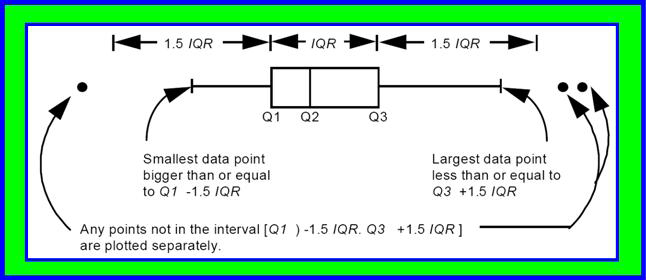 1.5 IQR IQR 1.5 IQR
Q1 Q2 Q3
Smallest data point
bigger than or equal
to Q1 -1.5 IQR
Largest data point
less than or equal to
Q3 +1.5 IQR
Any points not in the interval [Q1 ) -1.5 IQR. Q3 +1.5 IQR ]
are plotted separately.